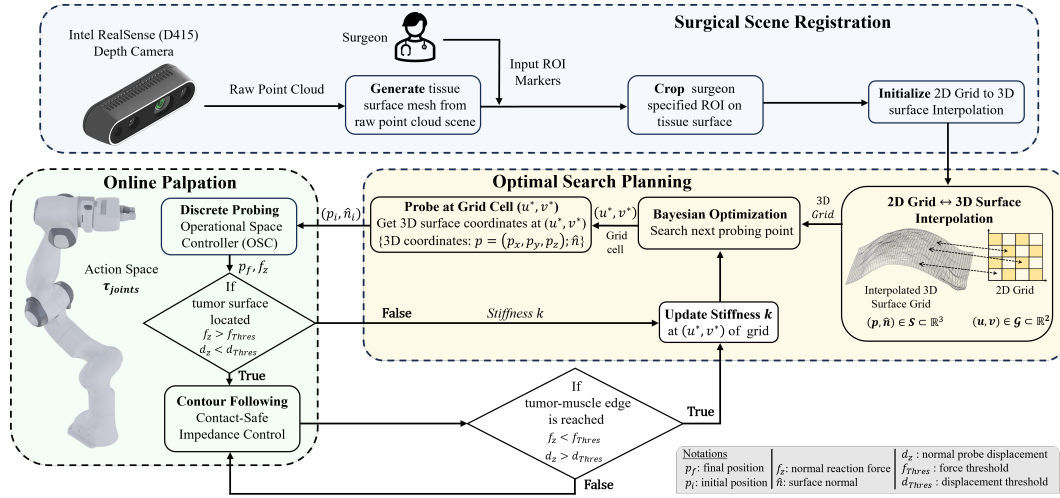 Surgical Scene Registration
Intel RealSense (D415)
Depth Camera
Surgeon
Raw Point Cloud
Input ROI
Markers
Generate tissue
surface mesh from
raw point cloud scene
Crop surgeon
specified ROI on
tissue surface
Initialize 2D Grid to 3D
surface Interpolation
Online Palpation
Discrete Probing
Operational Space
Controller (OSC)
Action Space
τ_joints
(p_i, n̂_i)
p_f, f_z
If
tumor surface
located
f_z > f_Thres
d_z < d_Thres
True
Contour Following
Contact-Safe
Impedance Control
Optimal Search Planning
Probe at Grid Cell (u*, v*)
Get 3D surface coordinates at (u*, v*)
{3D coordinates: p = (p_x, p_y, p_z); n̂}
(u*, v*)
Grid
cell
Bayesian Optimization
Search next probing point
3D
Grid
2D Grid ↔ 3D Surface
Interpolation
Interpolated 3D
Surface Grid
2D Grid
(p, n̂) ∈ S ⊂ ℝ³
(u, v) ∈ G ⊂ ℝ²
False
Stiffness k
Update Stiffness k
at (u*, v*) of grid
If
tumor-muscle edge
is reached
f_z < f_Thres
d_z > d_Thres
True
False
Notations
p_f : final position
p_i : initial position
f_z : normal reaction force
n̂ : surface normal
d_z : normal probe displacement
f_Thres : force threshold
d_Thres : displacement threshold